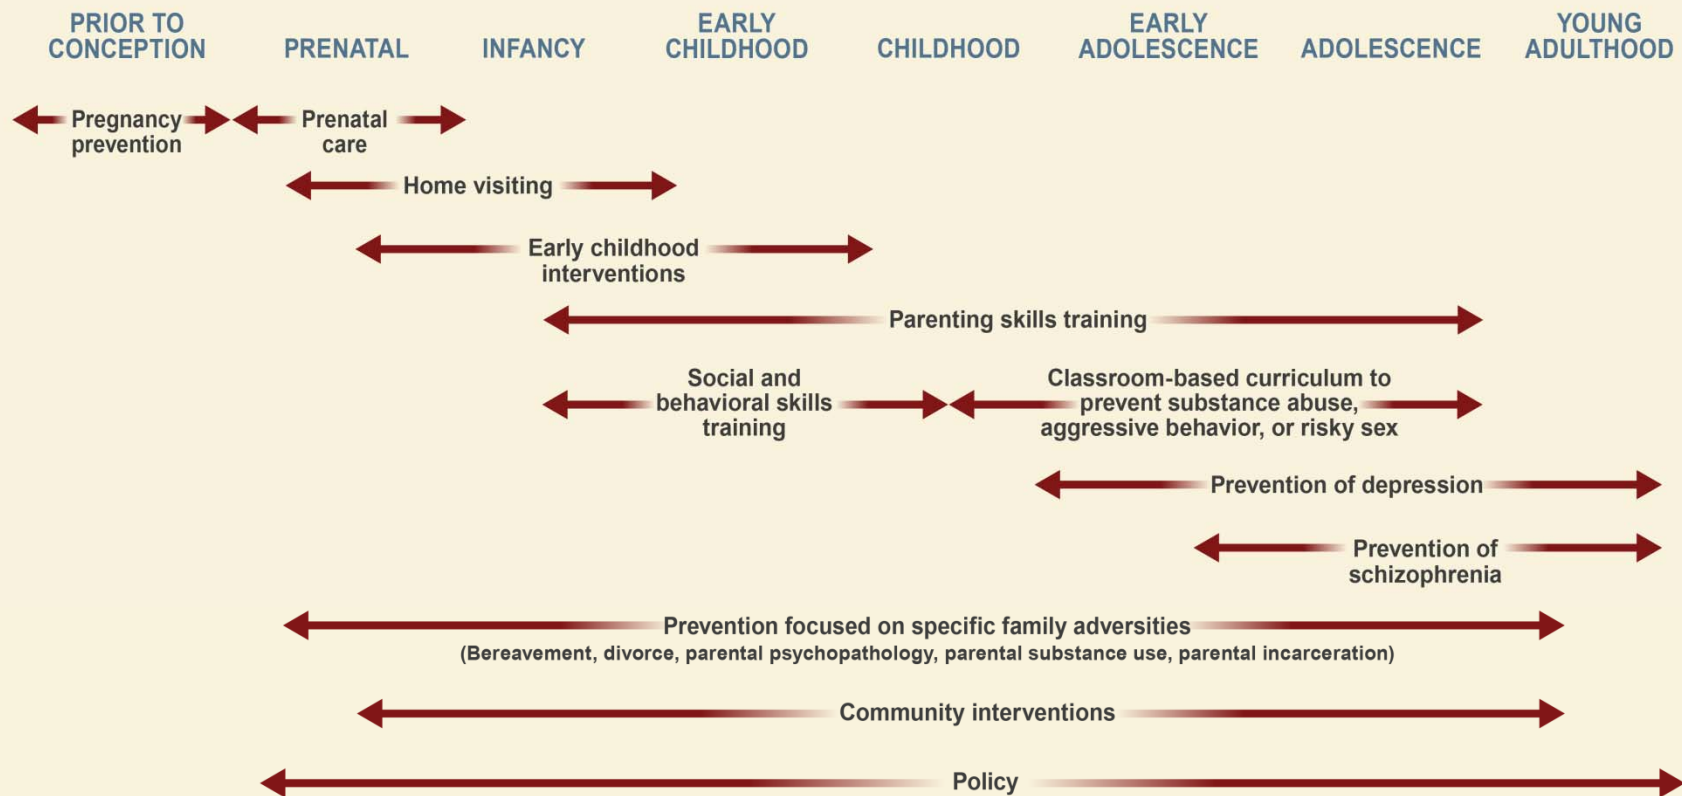 PRIOR TO
CONCEPTION
PRENATAL
INFANCY
EARLY
CHILDHOOD
CHILDHOOD
EARLY
ADOLESCENCE
ADOLESCENCE
YOUNG
ADULTHOOD
Pregnancy
prevention
Prenatal
care
Home visiting
Early childhood
interventions
Parenting skills training
Social and
behavioral skills
training
Classroom-based curriculum to
prevent substance abuse,
aggressive behavior, or risky sex
Prevention of depression
Prevention of
schizophrenia
Prevention focused on specific family adversities
(Bereavement, divorce, parental psychopathology, parental substance use, parental incarceration)
Community interventions
Policy